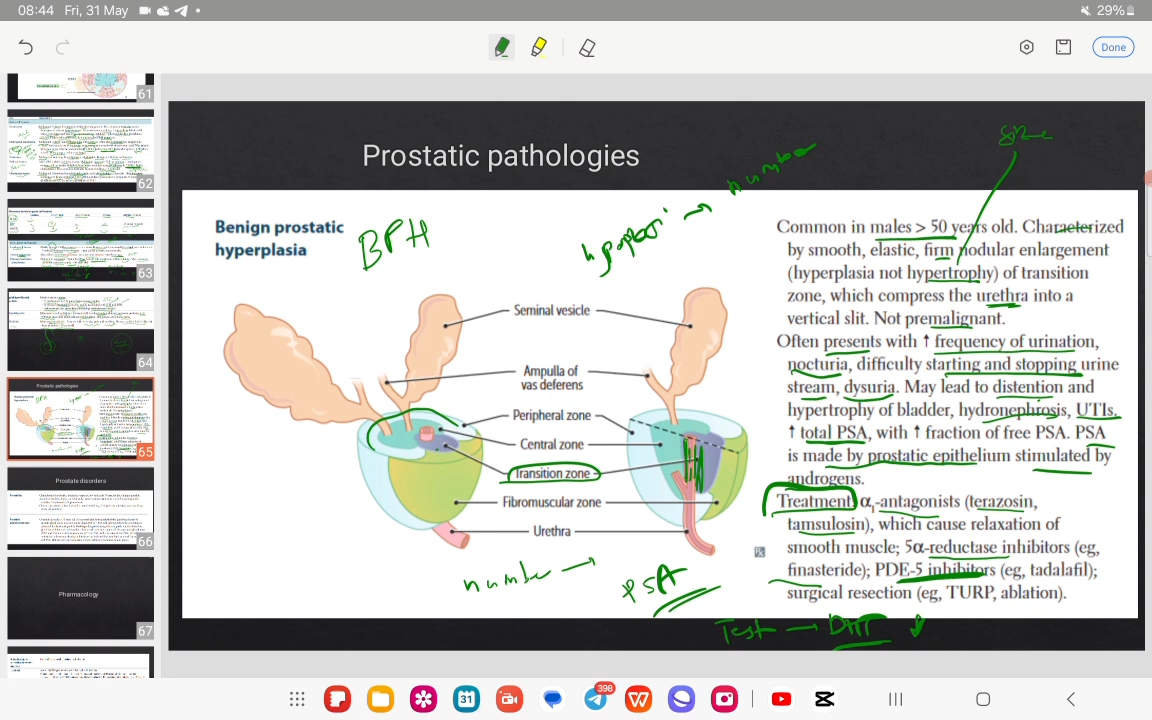 08:44 Fri, 31 May
29%
Done
61
62
63
64
Prostatic pathologies
65
Prostate disorders
66
Pharmacology
67
Prostatic pathologies
size
number
Benign prostatic
hyperplasia
BPH
Seminal vesicle
Ampulla of
vas deferens
Peripheral zone
Central zone
Transition zone
Fibromuscular zone
Urethra
number →
PSA
Common in males > 50 years old. Characterized
by smooth, elastic, firm nodular enlargement
(hyperplasia not hypertrophy) of transition
zone, which compress the urethra into a
vertical slit. Not premalignant.
Often presents with ↑ frequency of urination,
nocturia, difficulty starting and stopping urine
stream, dysuria. May lead to distention and
hypertrophy of bladder, hydronephrosis, UTIs.
↑ total PSA, with ↑ fraction of free PSA. PSA
is made by prostatic epithelium stimulated by
androgens.
Treatment: α₁-antagonists (terazosin,
tamsulosin), which cause relaxation of
smooth muscle; 5α-reductase inhibitors (eg,
finasteride); PDE-5 inhibitors (eg, tadalafil);
surgical resection (eg, TURP, ablation).
Rx
Test → DHT ↓
398
31